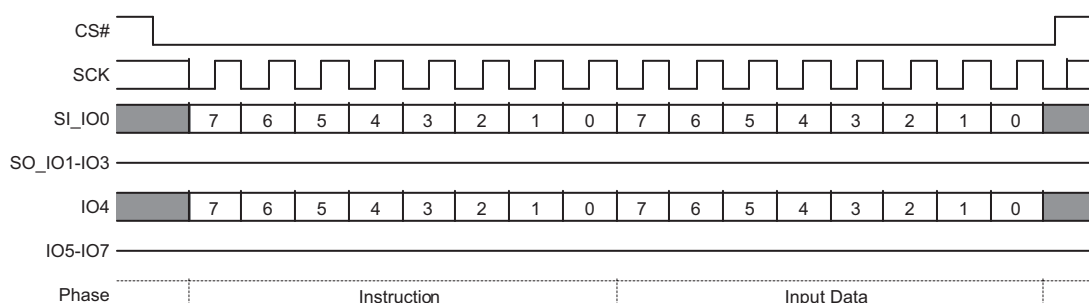 CS#
SCK
SI_IO0 7 6 5 4 3 2 1 0 7 6 5 4 3 2 1 0
SO_IO1-IO3
IO4 7 6 5 4 3 2 1 0 7 6 5 4 3 2 1 0
IO5-IO7
Phase Instruction Input Data